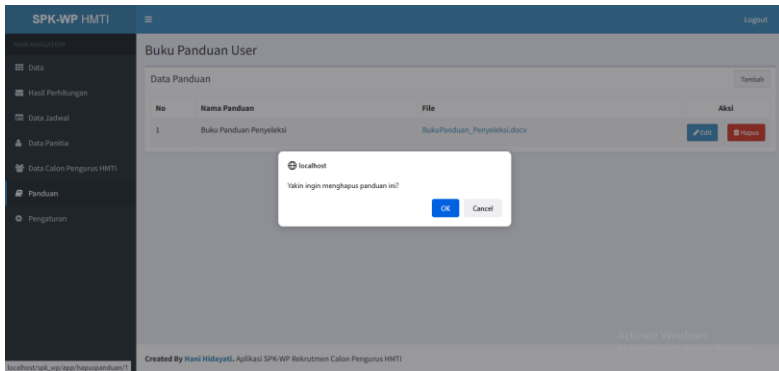 SPK-WP HMTI
Logout
MAIN NAVIGATION
Data
Hasil Perhitungan
Data Jadwal
Data Panitia
Data Calon Pengurus HMTI
Panduan
Pengaturan
Buku Panduan User
Data Panduan
Tambah
No Nama Panduan File Aksi
1 Buku Panduan Penyeleksi BukuPanduan_Penyeleksi.docx Edit Hapus
localhost
Yakin ingin menghapus panduan ini?
OK Cancel
Activate Windows
Created By Hani Hidayati. Aplikasi SPK-WP Rekrutmen Calon Pengurus HMTI
localhost/spk_wp/app/hapuspanduan/1